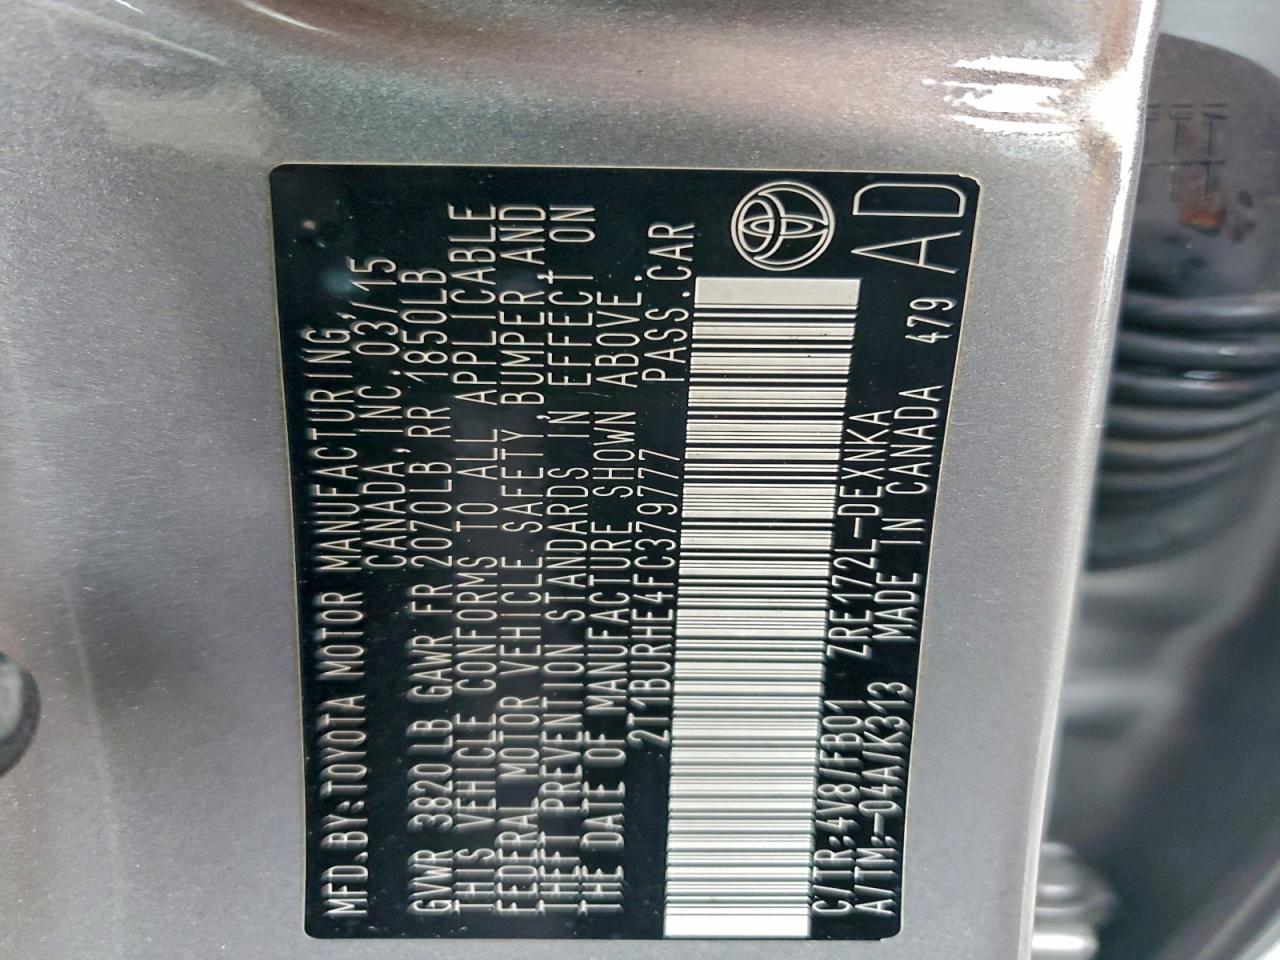 MFD.BY:TOYOTA MOTOR MANUFACTURING,
CANADA,INC. 03/15
GVWR 3820LB GAWR FR 2070LB, RR 1850LB
THIS VEHICLE CONFORMS TO ALL APPLICABLE
FEDERAL MOTOR VEHICLE SAFETY, BUMPER, AND
THEFT PREVENTION STANDARDS IN EFFECT ON
THE DATE OF MANUFACTURE SHOWN ABOVE.
2T1BURHE4FC379777 PASS.CAR
C/TR:4V8/FB01 ZRE172L-DEXNKA
A/TM:-04A/K313 MADE IN CANADA 479
AD